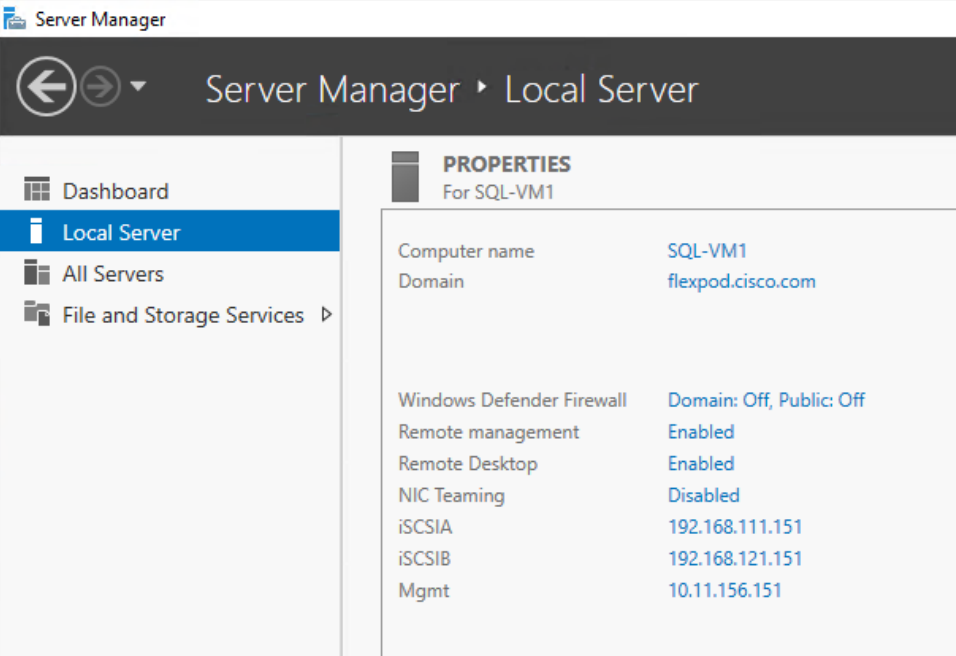 Server Manager
Server Manager ‣ Local Server
Dashboard
Local Server
All Servers
File and Storage Services
PROPERTIES
For SQL-VM1
Computer name SQL-VM1
Domain flexpod.cisco.com
Windows Defender Firewall Domain: Off, Public: Off
Remote management Enabled
Remote Desktop Enabled
NIC Teaming Disabled
iSCSIA 192.168.111.151
iSCSIB 192.168.121.151
Mgmt 10.11.156.151